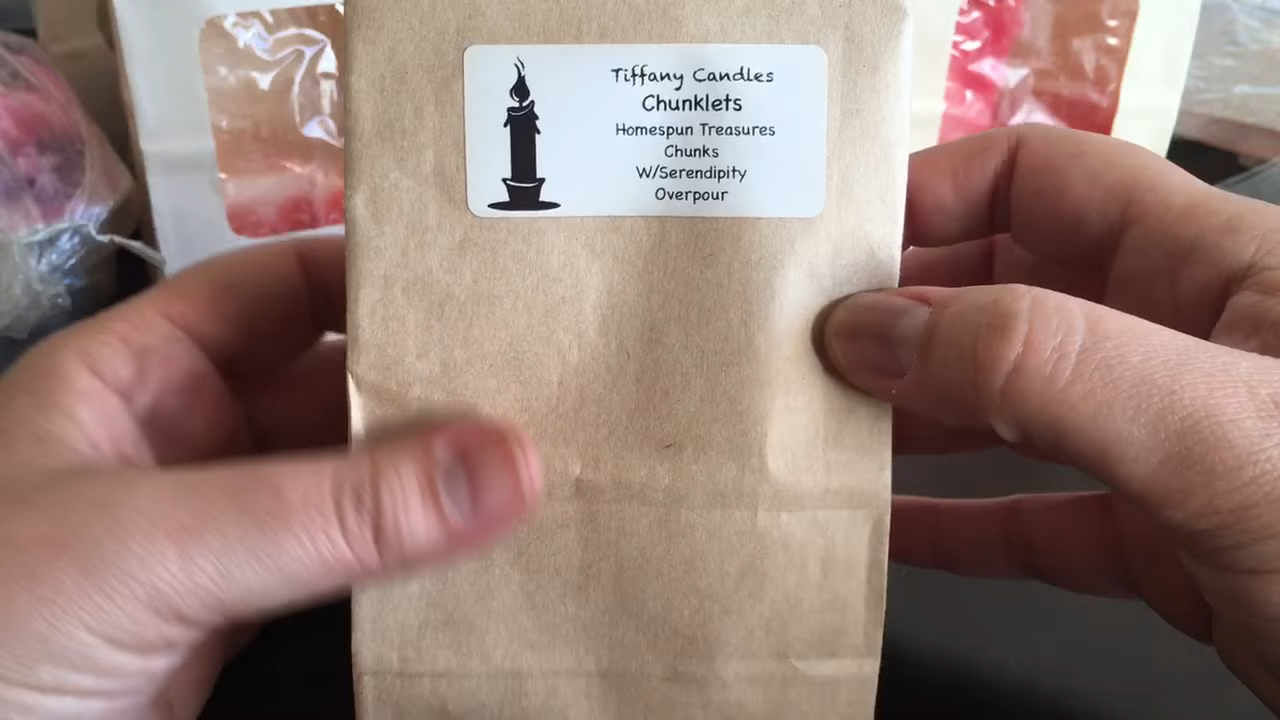 Tiffany Candles
Chunklets
Homespun Treasures
Chunks
W/Serendipity
Overpour